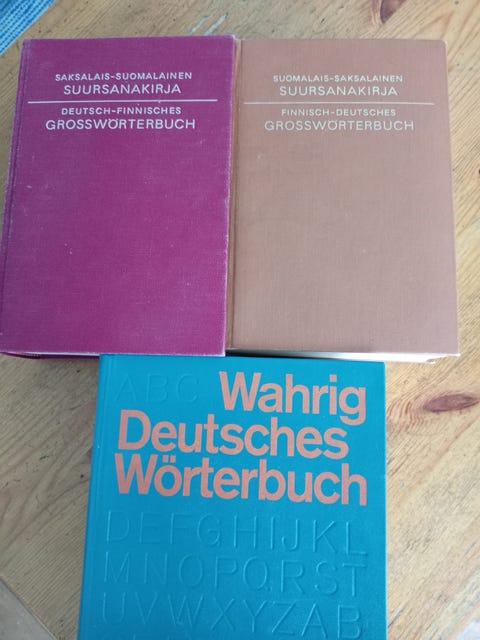 SAKSALAIS-SUOMALAINEN
SUURSANAKIRJA
DEUTSCH-FINNISCHES
GROSSWÖRTERBUCH
SUOMALAIS-SAKSALAINEN
SUURSANAKIRJA
FINNISCH-DEUTSCHES
GROSSWÖRTERBUCH
ABC Wahrig
Deutsches
Wörterbuch
DEFGHIJKL
MNOPQRST
UVWXYZAB